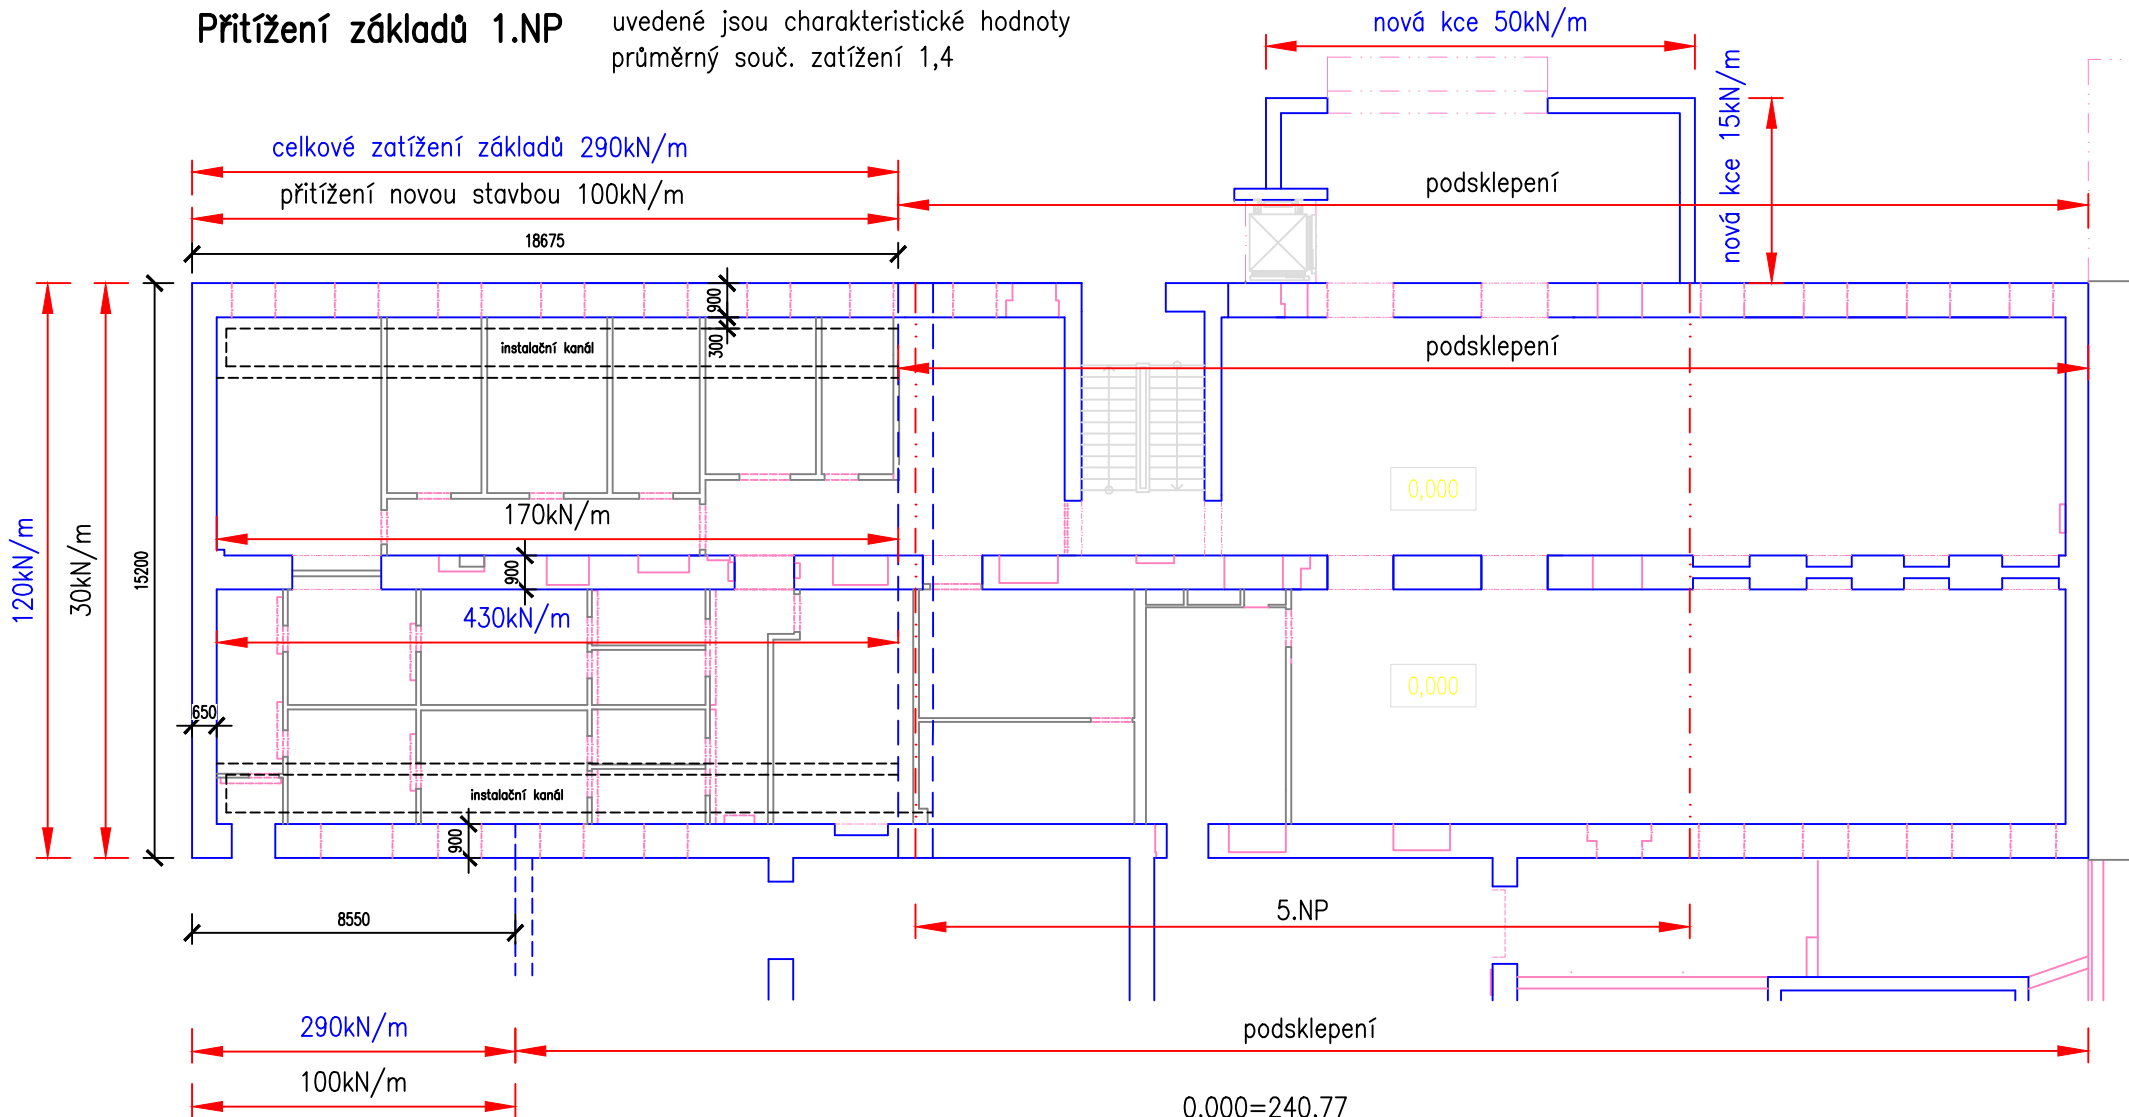 Přitížení základů 1.NP
uvedené jsou charakteristické hodnoty
průměrný souč. zatížení 1,4
nová kce 50kN/m
nová kce 15kN/m
celkové zatížení základů 290kN/m
přitížení novou stavbou 100kN/m
podsklepení
18675
900
300
instalační kanál
podsklepení
120kN/m
30kN/m
15200
170kN/m
0,000
900
430kN/m
0,000
650
instalační kanál
900
8550
5.NP
290kN/m
podsklepení
100kN/m
0.000=240.77